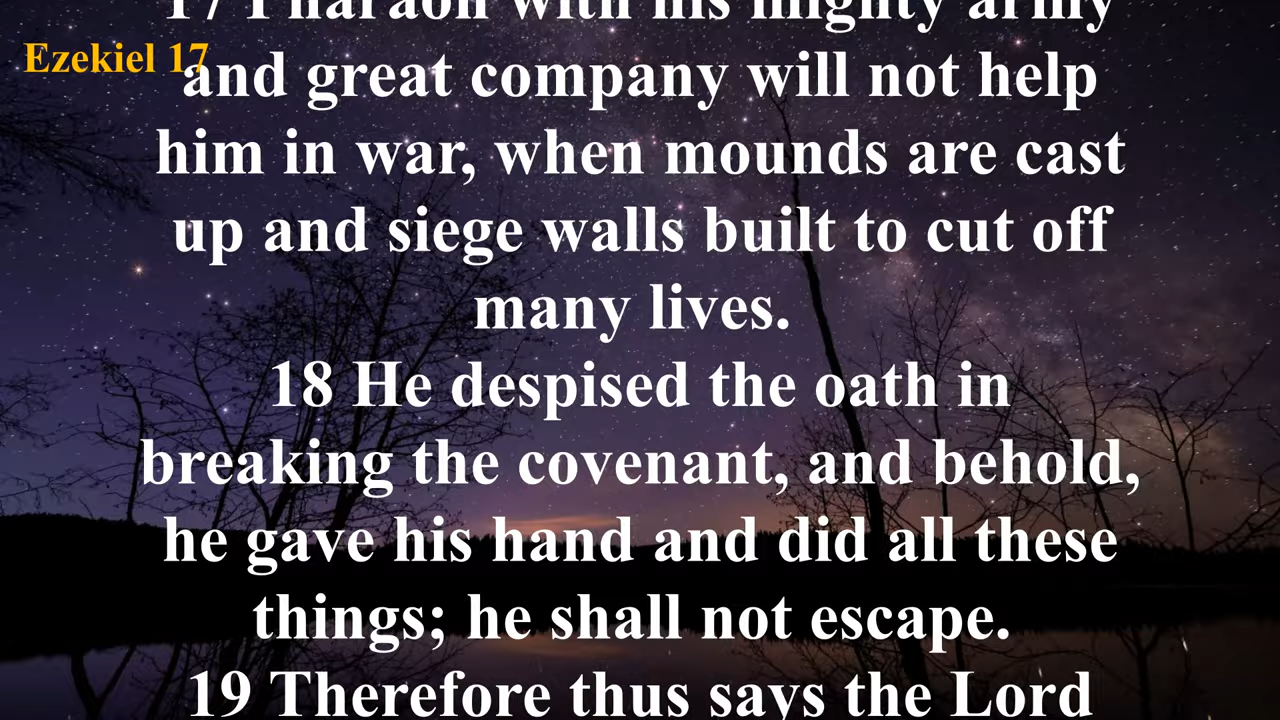 17 Pharaoh with his mighty army
Ezekiel 17
and great company will not help
him in war, when mounds are cast
up and siege walls built to cut off
many lives.
18 He despised the oath in
breaking the covenant, and behold,
he gave his hand and did all these
things; he shall not escape.
19 Therefore thus says the Lord